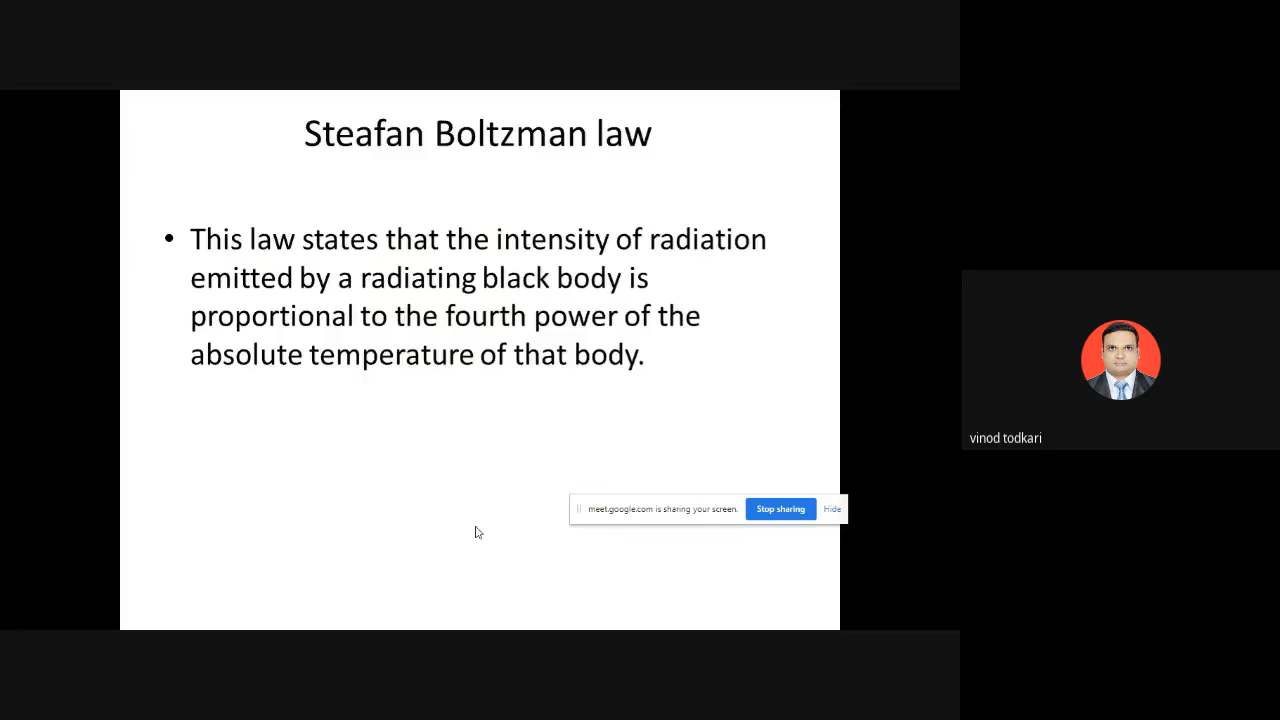 Steafan Boltzman law
• This law states that the intensity of radiation
emitted by a radiating black body is
proportional to the fourth power of the
absolute temperature of that body.
vinod todkari
meet.google.com is sharing your screen. Stop sharing Hide